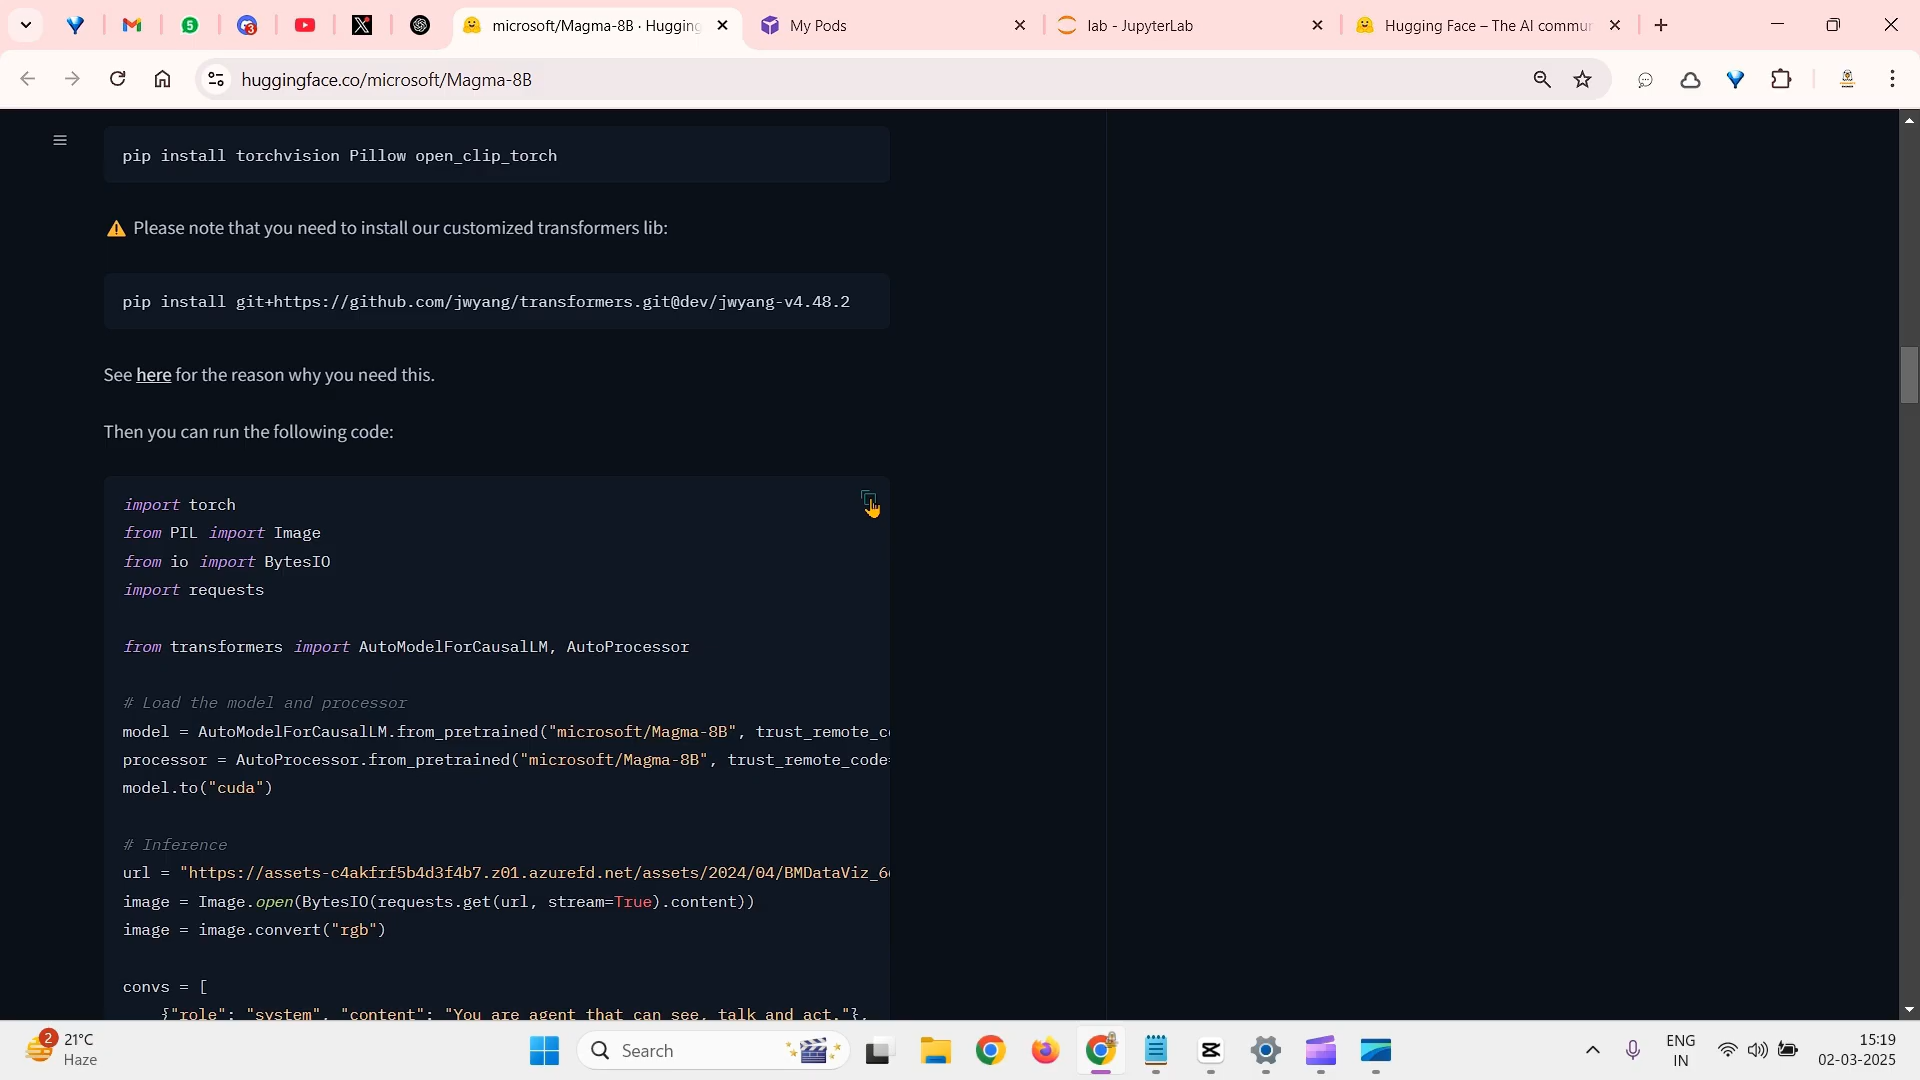 microsoft/Magma-8B · Hugging
My Pods
lab - JupyterLab
Hugging Face – The AI commun
huggingface.co/microsoft/Magma-8B
pip install torchvision Pillow open_clip_torch
⚠️ Please note that you need to install our customized transformers lib:
pip install git+https://github.com/jwyang/transformers.git@dev/jwyang-v4.48.2
See here for the reason why you need this.
Then you can run the following code:
import torch
from PIL import Image
from io import BytesIO
import requests
from transformers import AutoModelForCausalLM, AutoProcessor
# Load the model and processor
model = AutoModelForCausalLM.from_pretrained("microsoft/Magma-8B", trust_remote_c
processor = AutoProcessor.from_pretrained("microsoft/Magma-8B", trust_remote_code=
model.to("cuda")
# Inference
url = "https://assets-c4akfrf5b4d3f4b7.z01.azurefd.net/assets/2024/04/BMDataViz_6
image = Image.open(BytesIO(requests.get(url, stream=True).content))
image = image.convert("rgb")
convs = [
{"role": "system", "content": "You are agent that can see, talk and act."},
2
21°C
Haze
Search
ENG
IN
15:19
02-03-2025